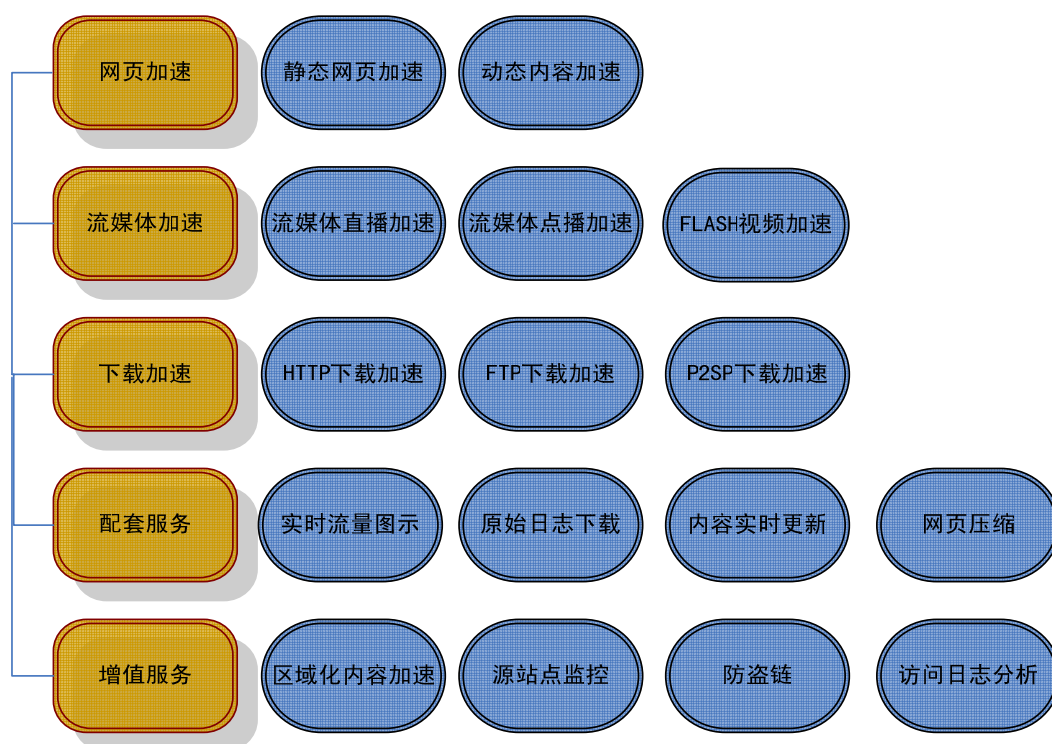 网页加速
静态网页加速
动态内容加速
流媒体加速
流媒体直播加速
流媒体点播加速
FLASH视频加速
下载加速
HTTP下载加速
FTP下载加速
P2SP下载加速
配套服务
实时流量图示
原始日志下载
内容实时更新
网页压缩
增值服务
区域化内容加速
源站点监控
防盗链
访问日志分析